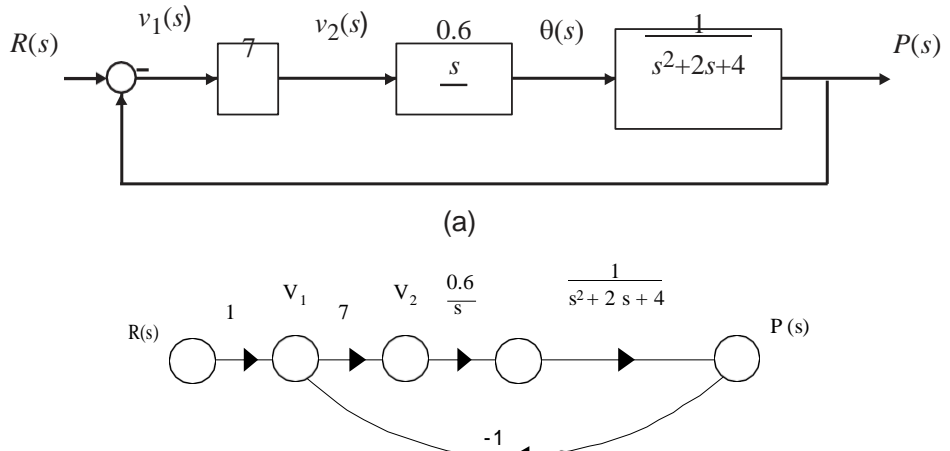 v₁(s) 7 v₂(s) 0.6 θ(s) 1
R(s) s s²+2s+4 P(s)
−
(a)
1 V₁ 7 V₂ 0.6/s 1/(s² + 2 s + 4)
R(s) P (s)
-1